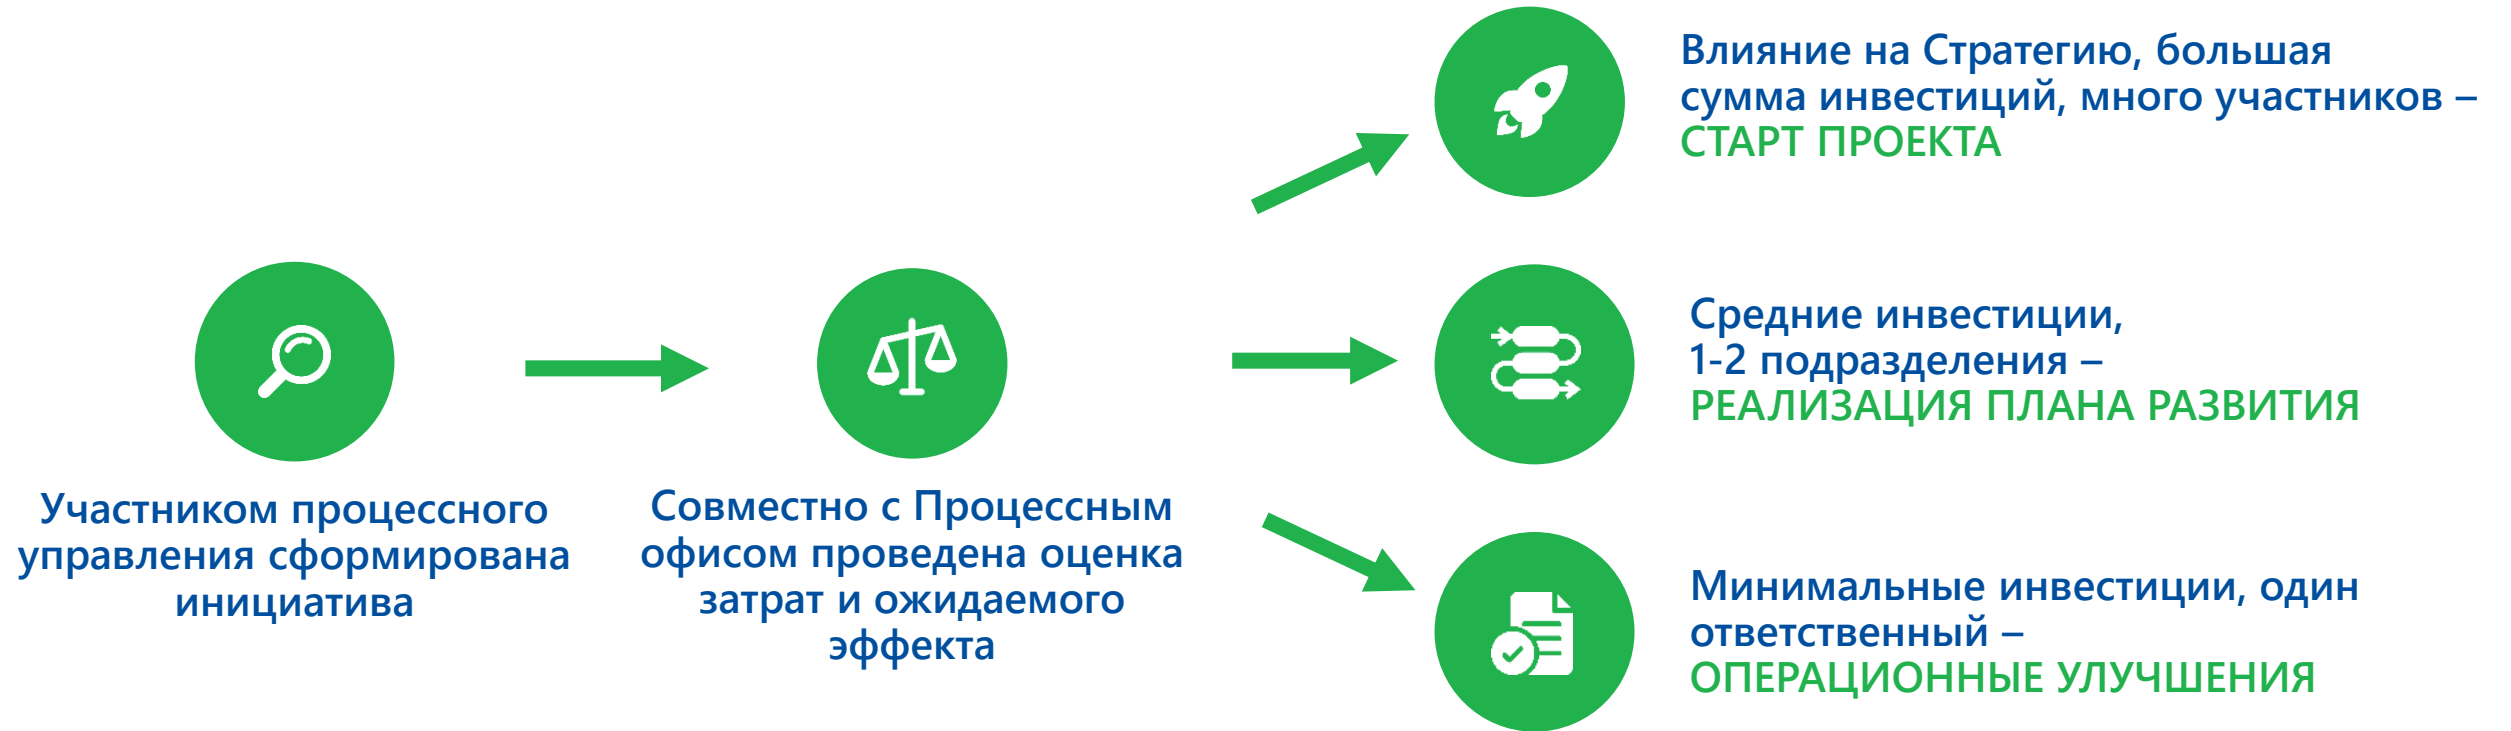 Участником процессного
управления сформирована
инициатива
Совместно с Процессным
офисом проведена оценка
затрат и ожидаемого
эффекта
Влияние на Стратегию, большая
сумма инвестиций, много участников –
СТАРТ ПРОЕКТА
Средние инвестиции,
1-2 подразделения –
РЕАЛИЗАЦИЯ ПЛАНА РАЗВИТИЯ
Минимальные инвестиции, один
ответственный –
ОПЕРАЦИОННЫЕ УЛУЧШЕНИЯ